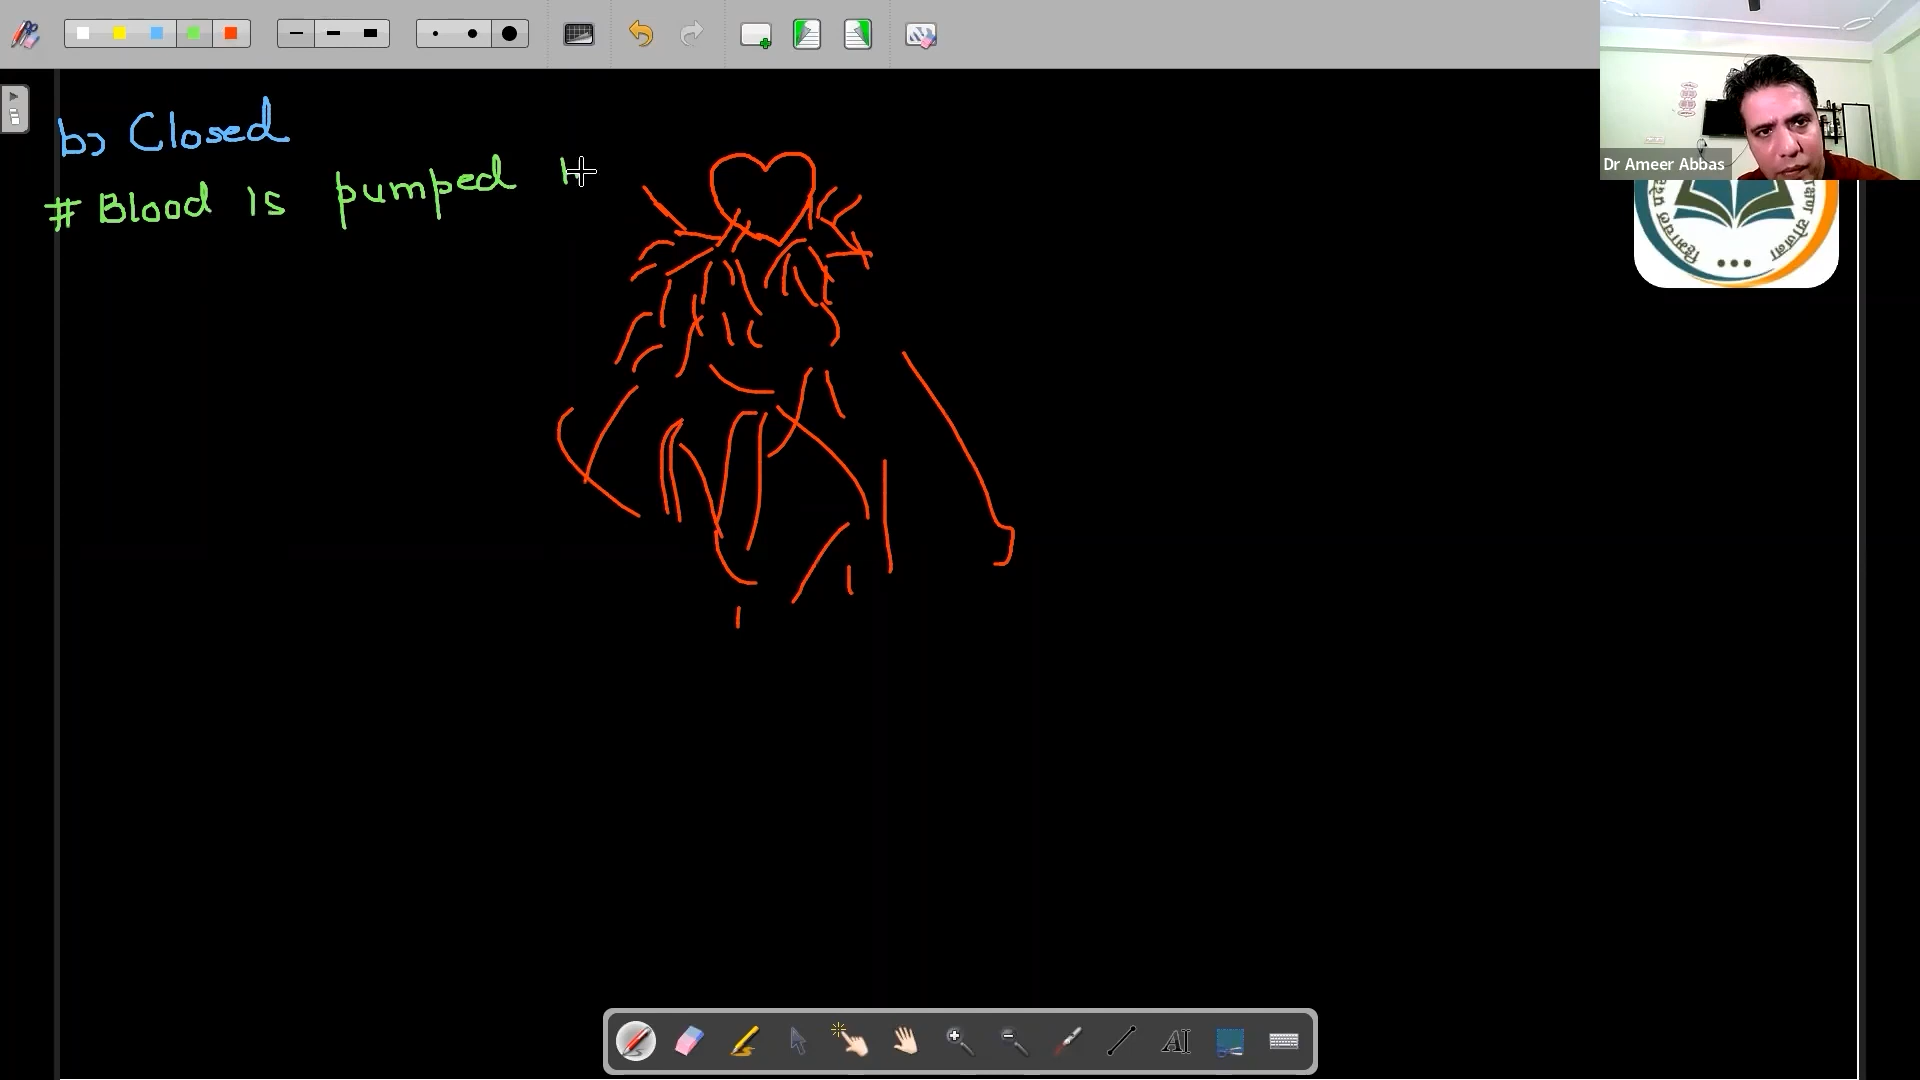 b) Closed
# Blood is pumped
Dr Ameer Abbas